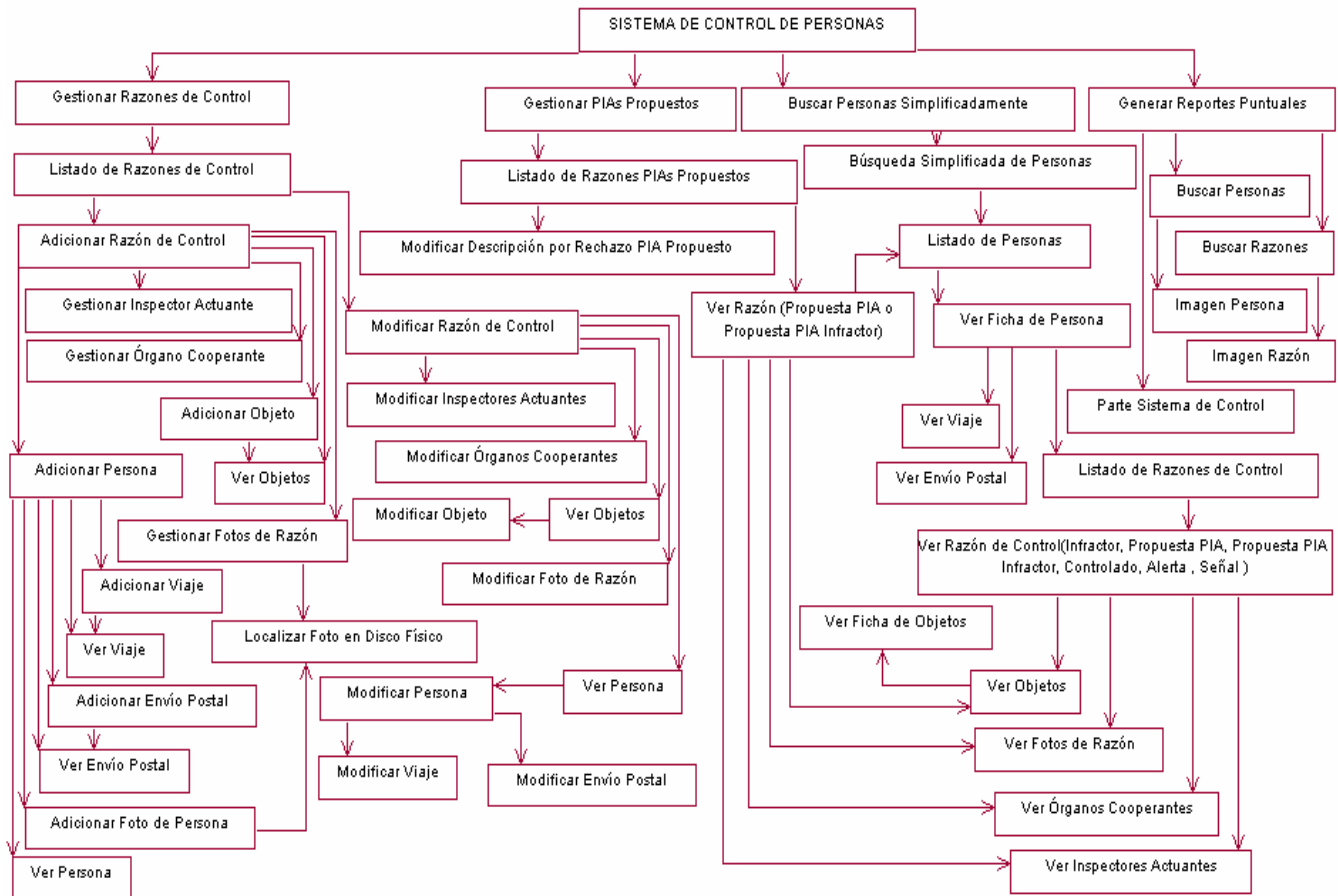 SISTEMA DE CONTROL DE PERSONAS
Gestionar Razones de Control
Gestionar PIAs Propuestos
Buscar Personas Simplificadamente
Generar Reportes Puntuales
Listado de Razones de Control
Listado de Razones PIAs Propuestos
Búsqueda Simplificada de Personas
Buscar Personas
Adicionar Razón de Control
Modificar Descripción por Rechazo PIA Propuesto
Listado de Personas
Buscar Razones
Gestionar Inspector Actuante
Modificar Razón de Control
Ver Razón (Propuesta PIA o
Propuesta PIA Infractor)
Ver Ficha de Persona
Imagen Persona
Gestionar Órgano Cooperante
Imagen Razón
Modificar Inspectores Actuantes
Adicionar Objeto
Ver Viaje
Parte Sistema de Control
Adicionar Persona
Ver Objetos
Modificar Órganos Cooperantes
Ver Envío Postal
Listado de Razones de Control
Gestionar Fotos de Razón
Modificar Objeto
Ver Objetos
Ver Razón de Control(Infractor, Propuesta PIA, Propuesta PIA
Infractor, Controlado, Alerta , Señal )
Adicionar Viaje
Modificar Foto de Razón
Ver Viaje
Localizar Foto en Disco Físico
Ver Ficha de Objetos
Adicionar Envío Postal
Modificar Persona
Ver Persona
Ver Objetos
Ver Envío Postal
Modificar Viaje
Modificar Envío Postal
Ver Fotos de Razón
Adicionar Foto de Persona
Ver Órganos Cooperantes
Ver Persona
Ver Inspectores Actuantes